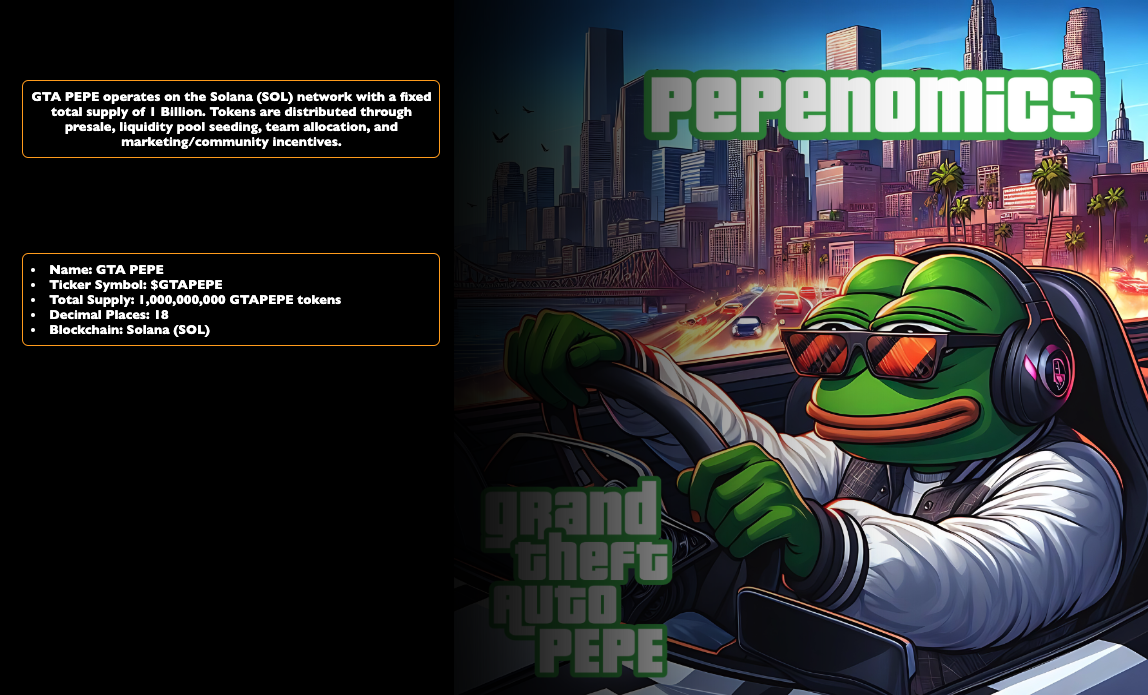 PEPENOMICS
GTA PEPE operates on the Solana (SOL) network with a fixed
total supply of 1 Billion. Tokens are distributed through
presale, liquidity pool seeding, team allocation, and
marketing/community incentives.
• Name: GTA PEPE
• Ticker Symbol: $GTAPEPE
• Total Supply: 1,000,000,000 GTAPEPE tokens
• Decimal Places: 18
• Blockchain: Solana (SOL)
grand
theft
Auto
PEPE